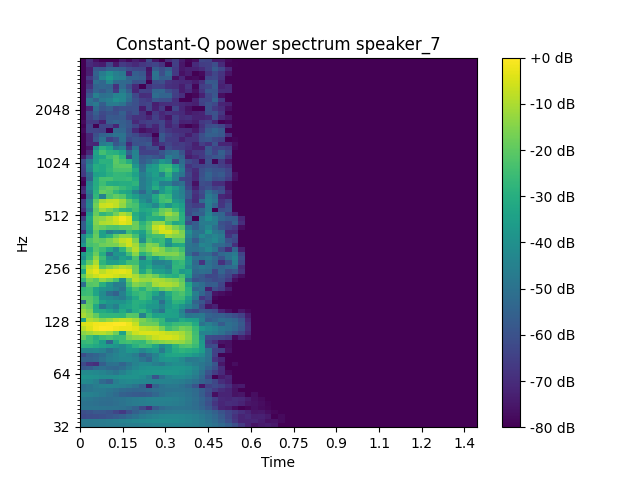 Constant-Q power spectrum speaker_7
+0 dB
2048
-10 dB
1024
-20 dB
512
-30 dB
Hz
-40 dB
256
-50 dB
128
-60 dB
64
-70 dB
32
-80 dB
0 0.15 0.3 0.45 0.6 0.75 0.9 1.1 1.2 1.4
Time